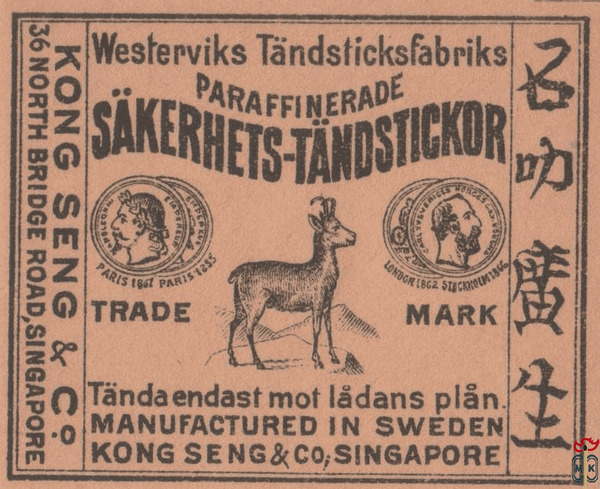 Westerviks Tändsticksfabriks
PARAFFINERADE
SÄKERHETS-TÄNDSTICKOR
PARIS 1867 PARIS 1855
LONDON 1862 STOCKHOLM 1866
TRADE MARK
Tända endast mot lådans plån.
MANUFACTURED IN SWEDEN
KONG SENG & Co., SINGAPORE
KONG SENG & Co.
36 NORTH BRIDGE ROAD, SINGAPORE
叻廣生
MK